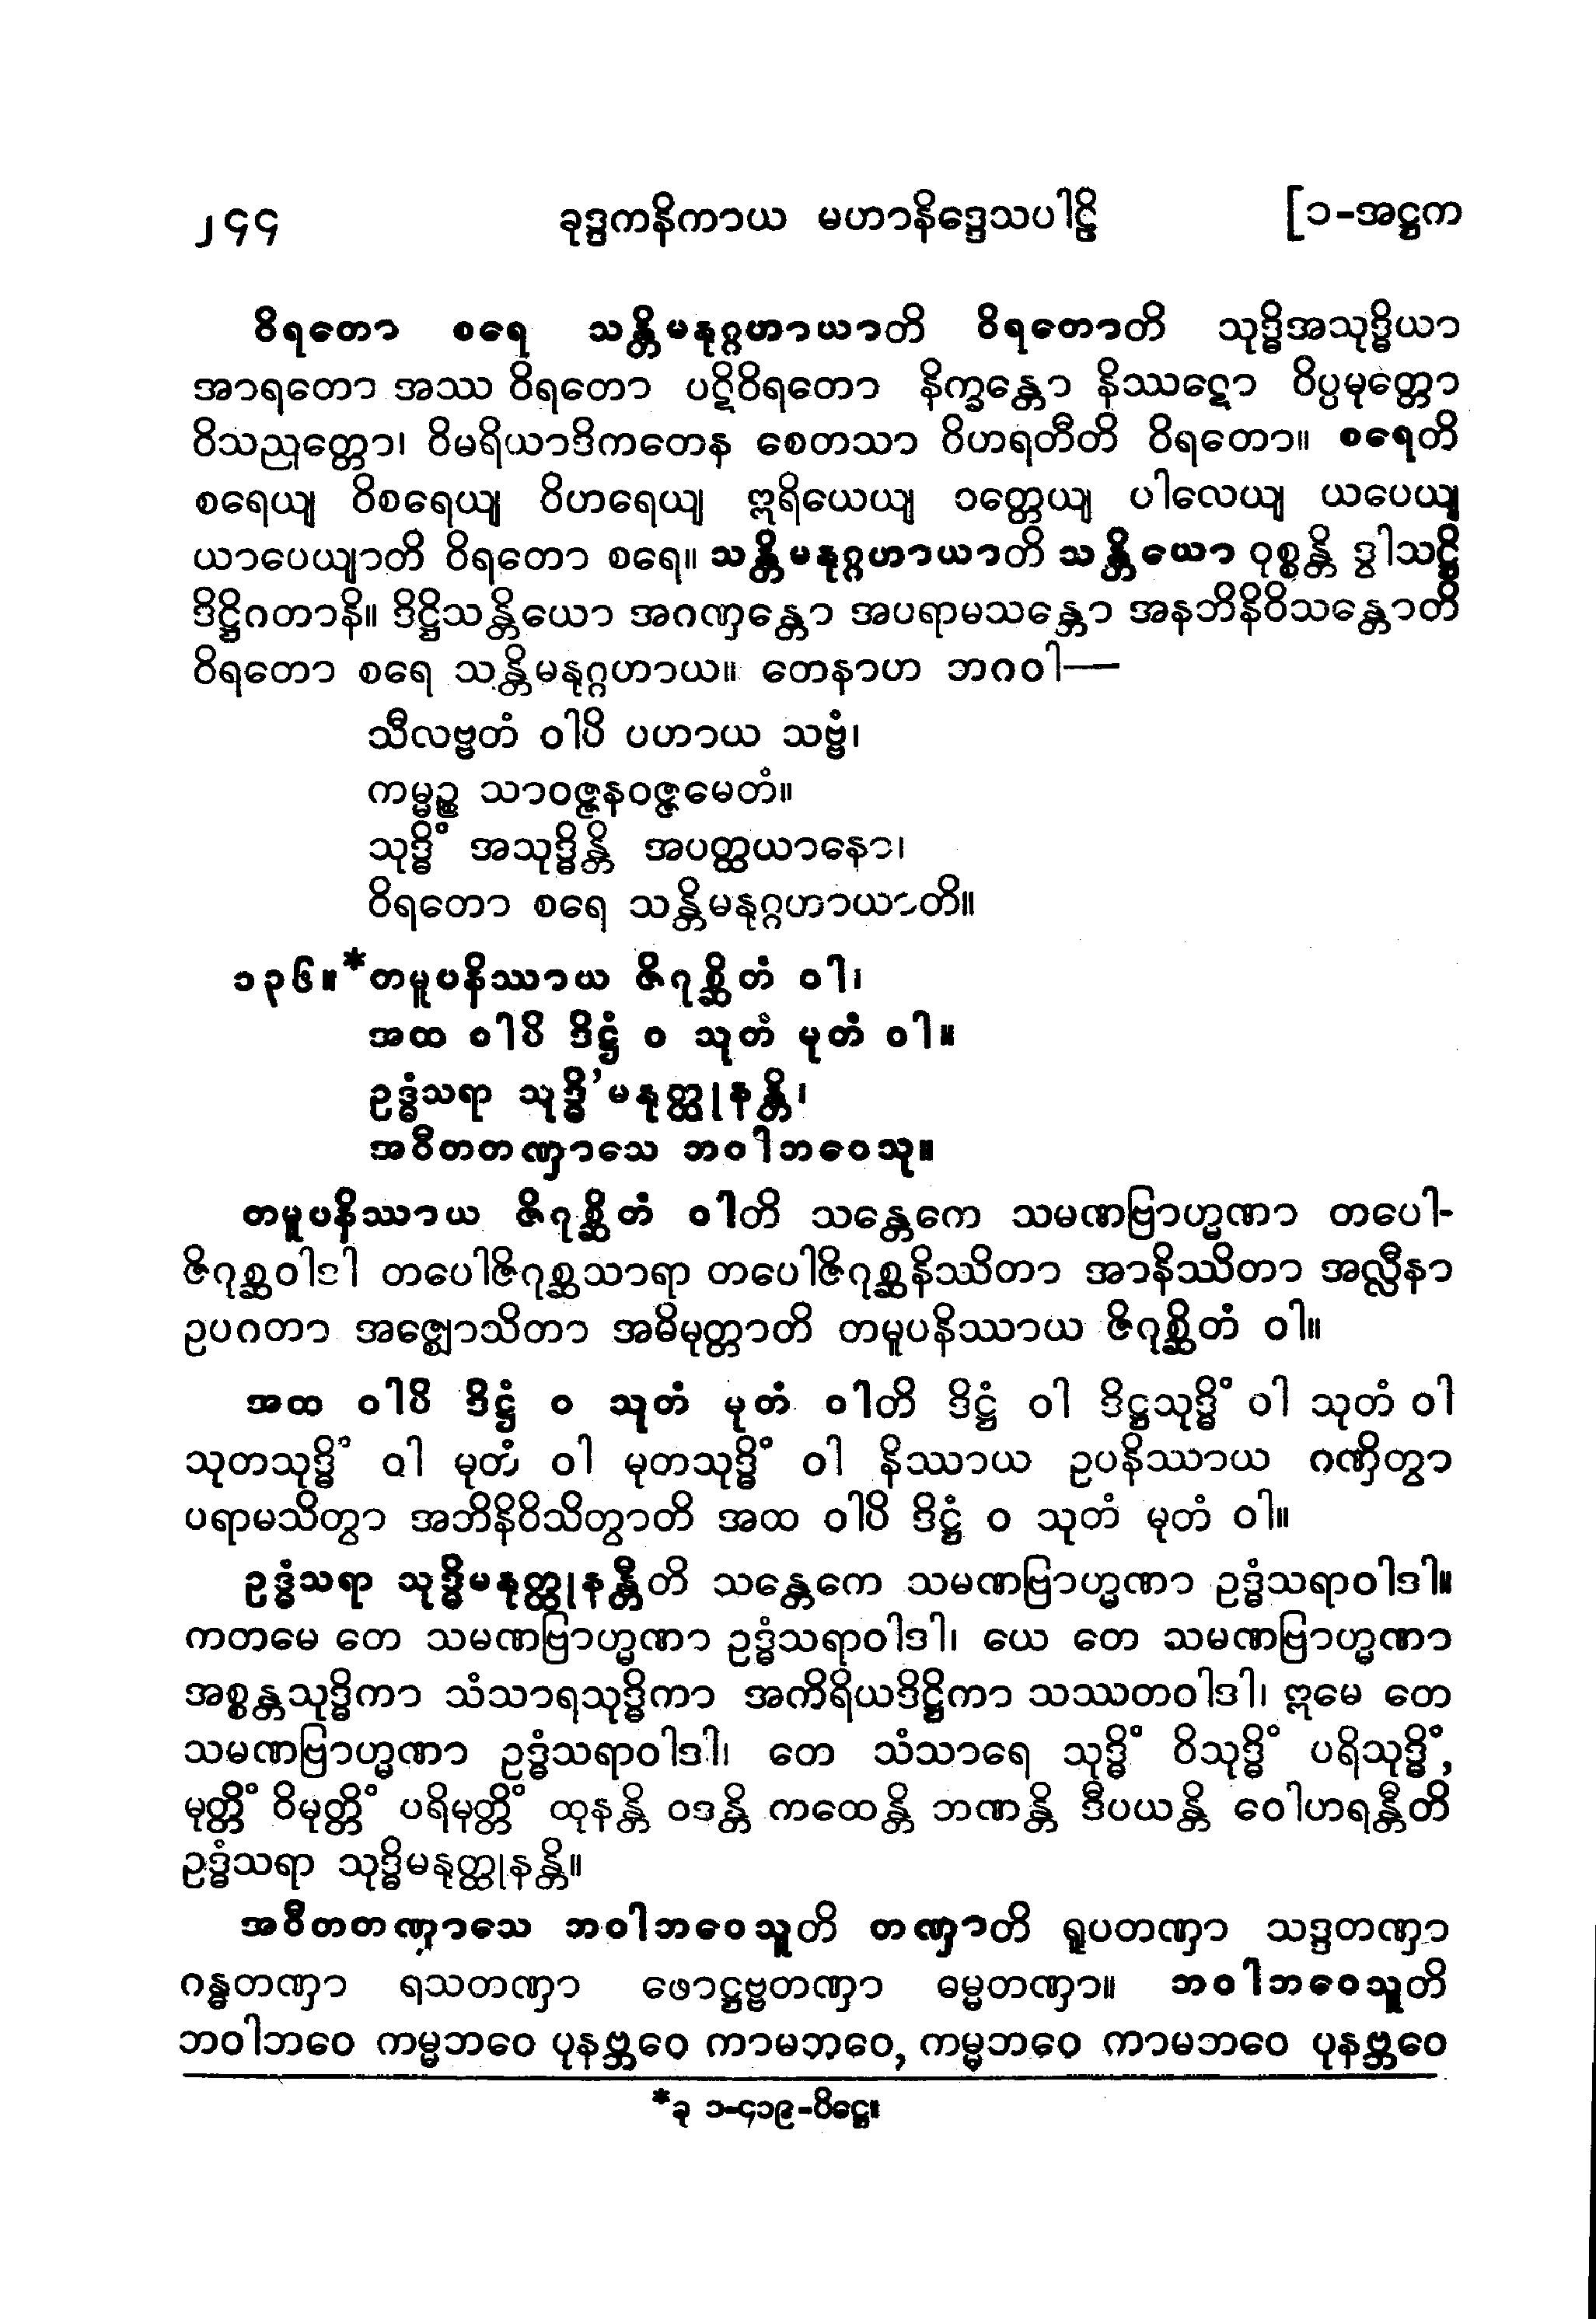 ၂၄၄ ခုဒ္ဒကနိကာယ မဟာနိဒ္ဒေသပါဠိ [၁-အဋ္ဌက
ဝိရတော စရေ သန္တိမနုဂ္ဂဟာယာတိ ဝိရတောတိ သုဒ္ဓိအသုဒ္ဓိယာ
အာရတော အဿ ဝိရတော ပဋိဝိရတော နိက္ခန္တော နိဿဋော ဝိပ္ပမုတ္တော
ဝိသညုတ္တော၊ ဝိမရိယာဒိကတေန စေတသာ ဝိဟရတီတိ ဝိရတော။ စရေတိ
စရေယျ ဝိစရေယျ ဝိဟရေယျ ဣရိယေယျ ဝတ္တေယျ ပါလေယျ ယပေယျ
ယာပေယျာတိ ဝိရတော စရေ။ သန္တိမနုဂ္ဂဟာယာတိ သန္တိယော ဝုစ္စန္တိ ဒွါသဋ္ဌိ
ဒိဋ္ဌိဂတာနိ။ ဒိဋ္ဌိသန္တိယော အဂဏှန္တော အပရာမသန္တော အနဘိနိဝိသန္တောတိ
ဝိရတော စရေ သန္တိမနုဂ္ဂဟာယ။ တေနာဟ ဘဂဝါ—
သီလဗ္ဗတံ ဝါပိ ပဟာယ သဗ္ဗံ၊
ကမ္မဉ္စ သာဝဇ္ဇနဝဇ္ဇမေတံ။
သုဒ္ဓိံ အသုဒ္ဓိန္တိ အပတ္ထယာနော၊
ဝိရတော စရေ သန္တိမနုဂ္ဂဟာယာတိ။
၁၃၆။*တမူပနိဿာယ ဇိဂုစ္ဆိတံ ဝါ၊
အထ ဝါပိ ဒိဋ္ဌံ ဝ သုတံ မုတံ ဝါ။
ဥဒ္ဓံသရာ သုဒ္ဓိ’မနုတ္ထုနန္တိ၊
အဝီတတဏှာသေ ဘဝါဘဝေသု။
တမူပနိဿာယ ဇိဂုစ္ဆိတံ ဝါတိ သန္တေကေ သမဏဗြာဟ္မဏာ တပေါ-
ဇိဂုစ္ဆဝါဒါ တပေါဇိဂုစ္ဆသာရာ တပေါဇိဂုစ္ဆနိဿိတာ အာနိဿိတာ အလ္လီနာ
ဥပဂတာ အဇ္ဈောသိတာ အဓိမုတ္တာတိ တမူပနိဿာယ ဇိဂုစ္ဆိတံ ဝါ။
အထ ဝါပိ ဒိဋ္ဌံ ဝ သုတံ မုတံ ဝါတိ ဒိဋ္ဌံ ဝါ ဒိဋ္ဌသုဒ္ဓိံ ဝါ သုတံ ဝါ
သုတသုဒ္ဓိံ ဝါ မုတံ ဝါ မုတသုဒ္ဓိံ ဝါ နိဿာယ ဥပနိဿာယ ဂဏှိတွာ
ပရာမသိတွာ အဘိနိဝိသိတွာတိ အထ ဝါပိ ဒိဋ္ဌံ ဝ သုတံ မုတံ ဝါ။
ဥဒ္ဓံသရာ သုဒ္ဓိမနုတ္ထုနန္တီတိ သန္တေကေ သမဏဗြာဟ္မဏာ ဥဒ္ဓံသရာဝါဒါ။
ကတမေ တေ သမဏဗြာဟ္မဏာ ဥဒ္ဓံသရာဝါဒါ၊ ယေ တေ သမဏဗြာဟ္မဏာ
အစ္စန္တသုဒ္ဓိကာ သံသာရသုဒ္ဓိကာ အကိရိယဒိဋ္ဌိကာ သဿတဝါဒါ၊ ဣမေ တေ
သမဏဗြာဟ္မဏာ ဥဒ္ဓံသရာဝါဒါ၊ တေ သံသာရေ သုဒ္ဓိံ ဝိသုဒ္ဓိံ ပရိသုဒ္ဓိံ,
မုတ္တိံ ဝိမုတ္တိံ ပရိမုတ္တိံ ထုနန္တိ ဝဒန္တိ ကထေန္တိ ဘဏန္တိ ဒီပယန္တိ ဝေါဟရန္တီတိ
ဥဒ္ဓံသရာ သုဒ္ဓိမနုတ္ထုနန္တိ။
အဝီတတဏှာသေ ဘဝါဘဝေသူတိ တဏှာတိ ရူပတဏှာ သဒ္ဒတဏှာ
ဂန္ဓတဏှာ ရသတဏှာ ဖောဋ္ဌဗ္ဗတဏှာ ဓမ္မတဏှာ။ ဘဝါဘဝေသူတိ
ဘဝါဘဝေ ကမ္မဘဝေ ပုနဗ္ဘဝေ ကာမဘဝေ, ကမ္မဘဝေ ကာမဘဝေ ပုနဗ္ဘဝေ
*ခု ၁-၄၁၉-ပိဋ္ဌေ။